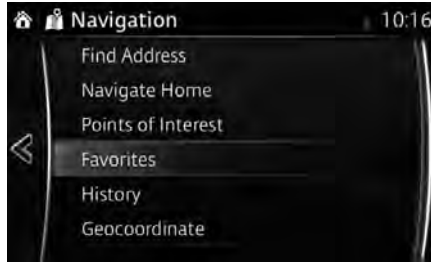 Navigation 10:16
Find Address
Navigate Home
Points of Interest
Favorites
History
Geocoordinate